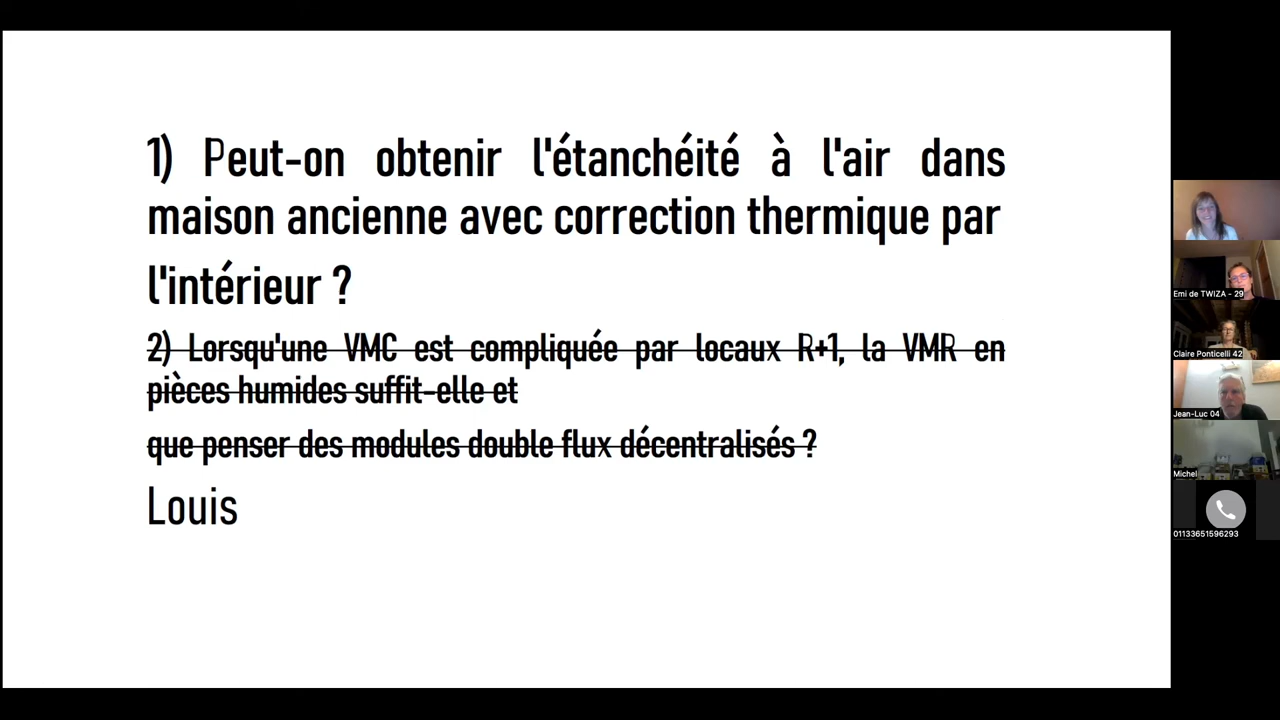 1) Peut-on obtenir l'étanchéité à l'air dans
maison ancienne avec correction thermique par
l'intérieur ?
2) Lorsqu'une VMC est compliquée par locaux R+1, la VMR en
pièces humides suffit-elle et
que penser des modules double flux décentralisés ?
Louis
Emi de TWIZA - 29
Claire Ponticelli 42
Jean-Luc 04
Michel
01133651596293